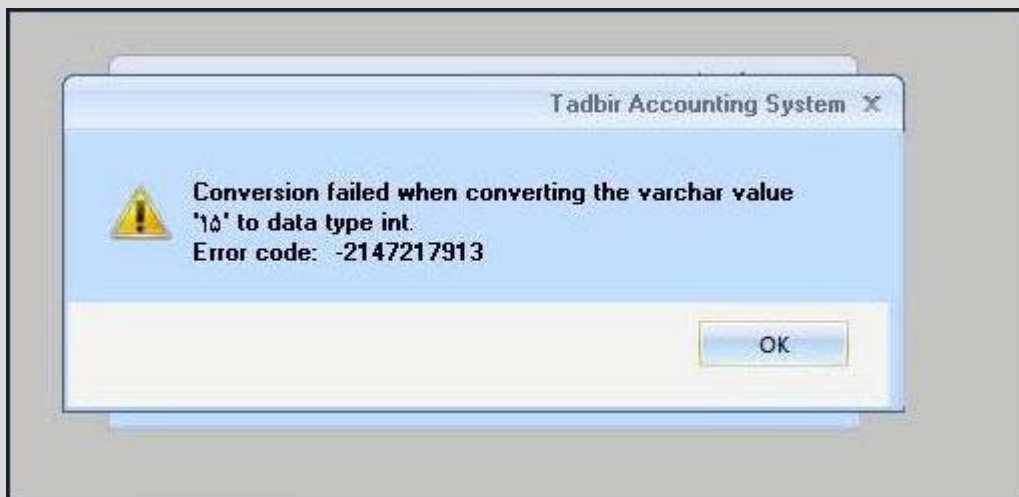 Tadbir Accounting System
Conversion failed when converting the varchar value
'۱۵' to data type int.
Error code: -2147217913
OK